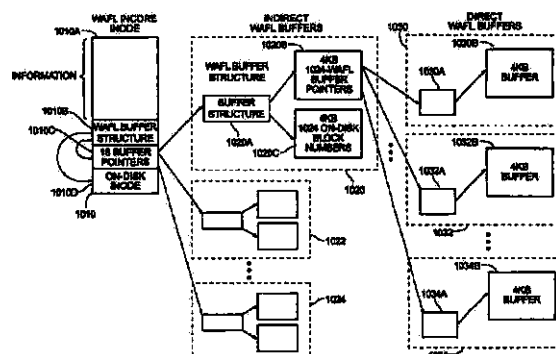 WAFL INCORE
INODE
1010A
INFORMATION
1010B
WAFL BUFFER
STRUCTURE
1010C
16 BUFFER
POINTERS
ON-DISK
INODE
1010D
1010
INDIRECT
WAFL BUFFERS
1020B
WAFL BUFFER
STRUCTURE
4KB
1024-WAFL
BUFFER
POINTERS
BUFFER
STRUCTURE
1020A
4KB
1024 ON-DISK
BLOCK
NUMBERS
1020C
1020
1022
1024
DIRECT
WAFL BUFFERS
1030
1030B
1030A
4KB
BUFFER
1032B
1032A
4KB
BUFFER
1032
1034B
1034A
4KB
BUFFER